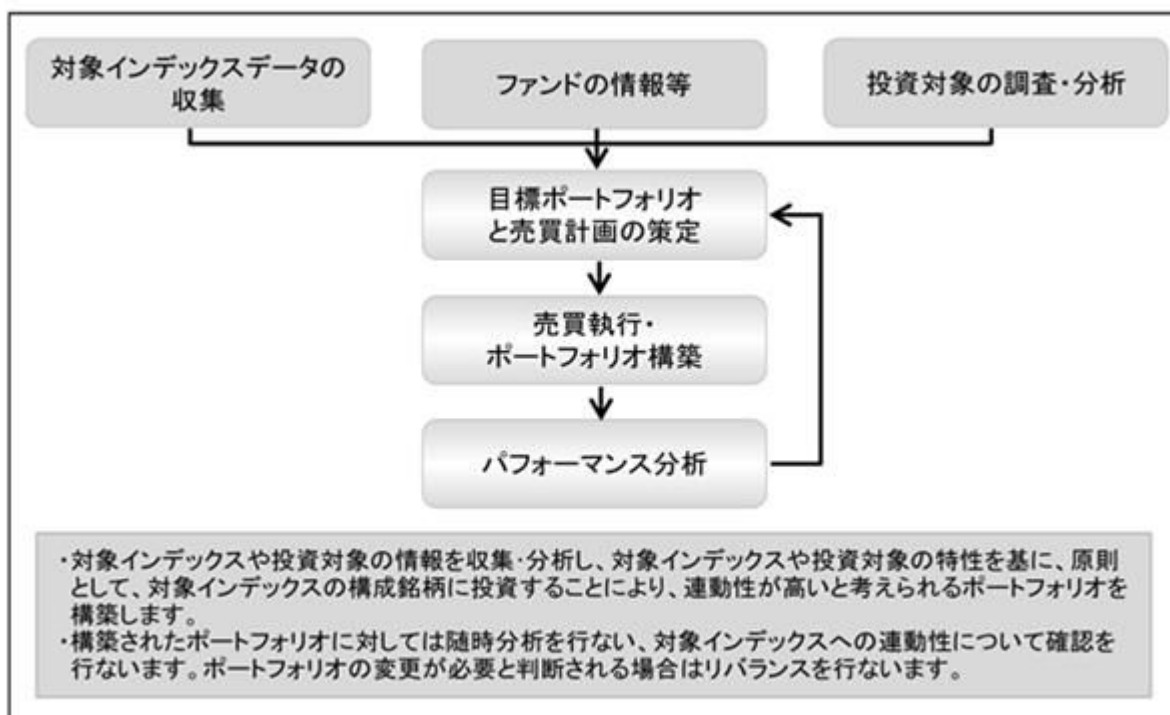 対象インデックスデータの
収集
ファンドの情報等
投資対象の調査・分析
目標ポートフォリオ
と売買計画の策定
売買執行・
ポートフォリオ構築
パフォーマンス分析
・対象インデックスや投資対象の情報を収集・分析し、対象インデックスや投資対象の特性を基に、原則
として、対象インデックスの構成銘柄に投資することにより、連動性が高いと考えられるポートフォリオを
構築します。
・構築されたポートフォリオに対しては随時分析を行ない、対象インデックスへの連動性について確認を
行ないます。ポートフォリオの変更が必要と判断される場合はリバランスを行ないます。